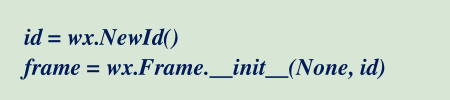 id = wx.NewId()
frame = wx.Frame.__init__(None, id)